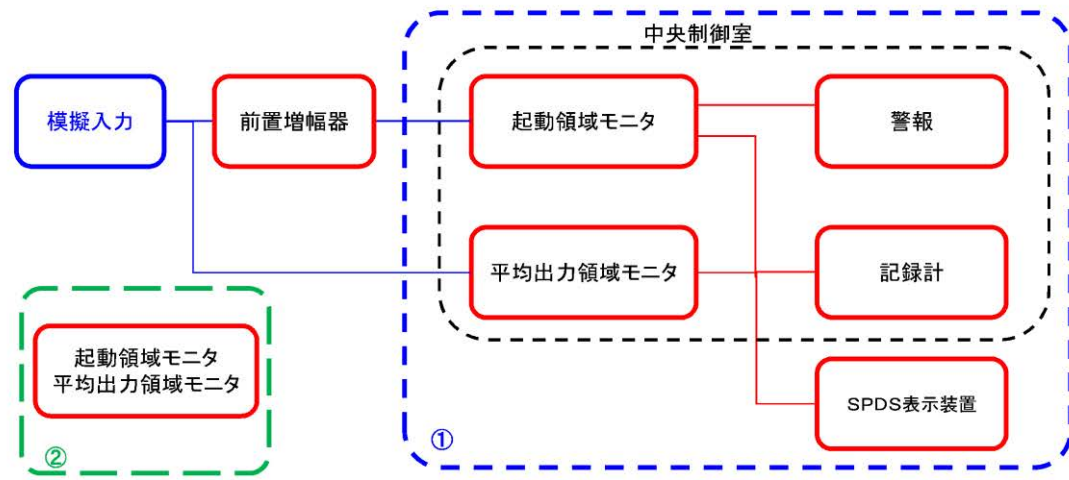 中央制御室
模擬入力
前置増幅器
起動領域モニタ
警報
平均出力領域モニタ
記録計
起動領域モニタ
平均出力領域モニタ
SPDS表示装置
①
②